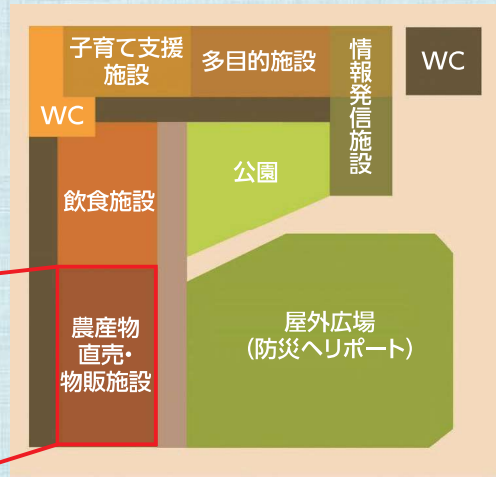 子育て支援
施設
多目的施設
情報発信施設
WC
WC
飲食施設
公園
農産物
直売・
物販施設
屋外広場
（防災ヘリポート）